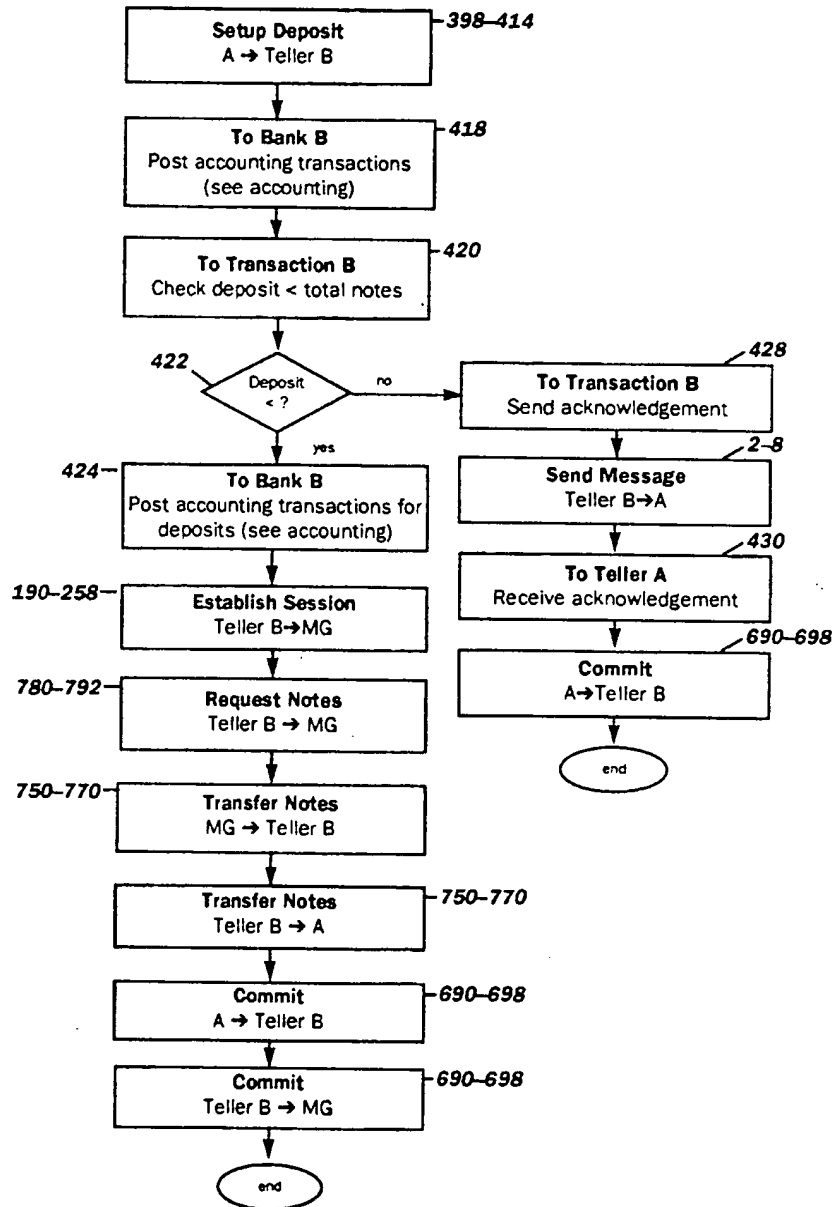 Setup Deposit
A → Teller B
398–414
To Bank B
Post accounting transactions
(see accounting)
418
To Transaction B
Check deposit < total notes
420
422
Deposit
< ?
no
yes
428
To Transaction B
Send acknowledgement
2–8
Send Message
Teller B→A
430
To Teller A
Receive acknowledgement
690–698
Commit
A→Teller B
end
424
To Bank B
Post accounting transactions for
deposits (see accounting)
190–258
Establish Session
Teller B→MG
780–792
Request Notes
Teller B → MG
750–770
Transfer Notes
MG → Teller B
Transfer Notes
Teller B → A
750–770
Commit
A → Teller B
690–698
Commit
Teller B → MG
690–698
end